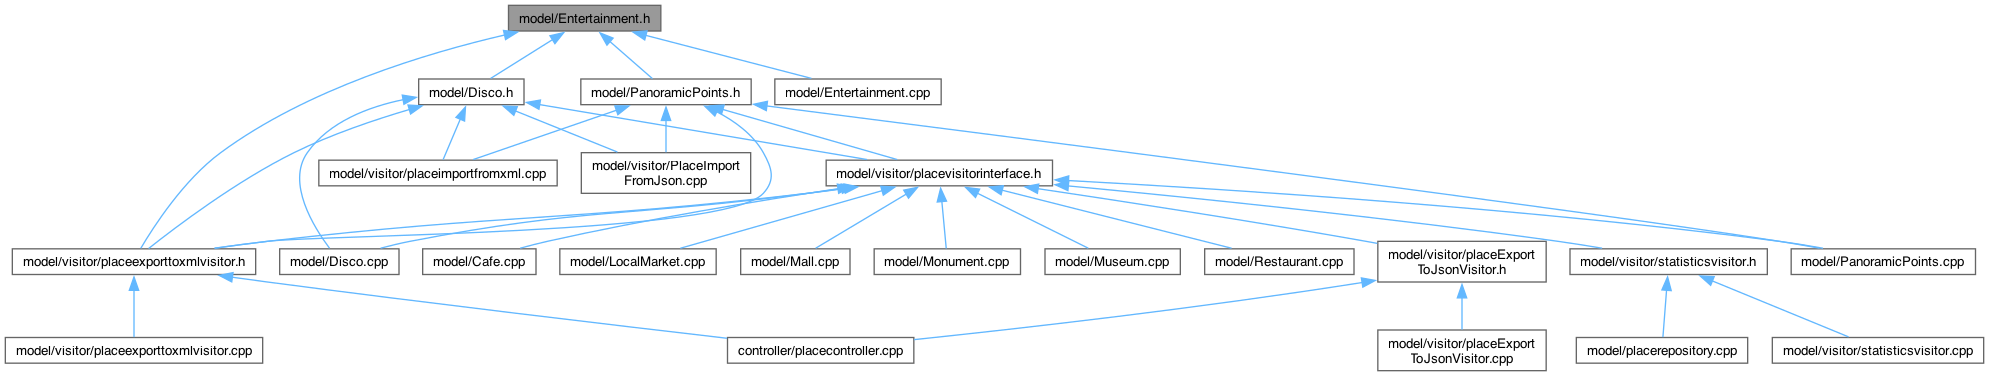 model/Entertainment.h
model/Disco.h
model/PanoramicPoints.h
model/Entertainment.cpp
model/visitor/placeimportfromxml.cpp
model/visitor/PlaceImport
FromJson.cpp
model/visitor/placevisitorinterface.h
model/visitor/placeexporttoxmlvisitor.h
model/Disco.cpp
model/Cafe.cpp
model/LocalMarket.cpp
model/Mall.cpp
model/Monument.cpp
model/Museum.cpp
model/Restaurant.cpp
model/visitor/placeExport
ToJsonVisitor.h
model/visitor/statisticsvisitor.h
model/PanoramicPoints.cpp
model/visitor/placeexporttoxmlvisitor.cpp
controller/placecontroller.cpp
model/visitor/placeExport
ToJsonVisitor.cpp
model/placerepository.cpp
model/visitor/statisticsvisitor.cpp